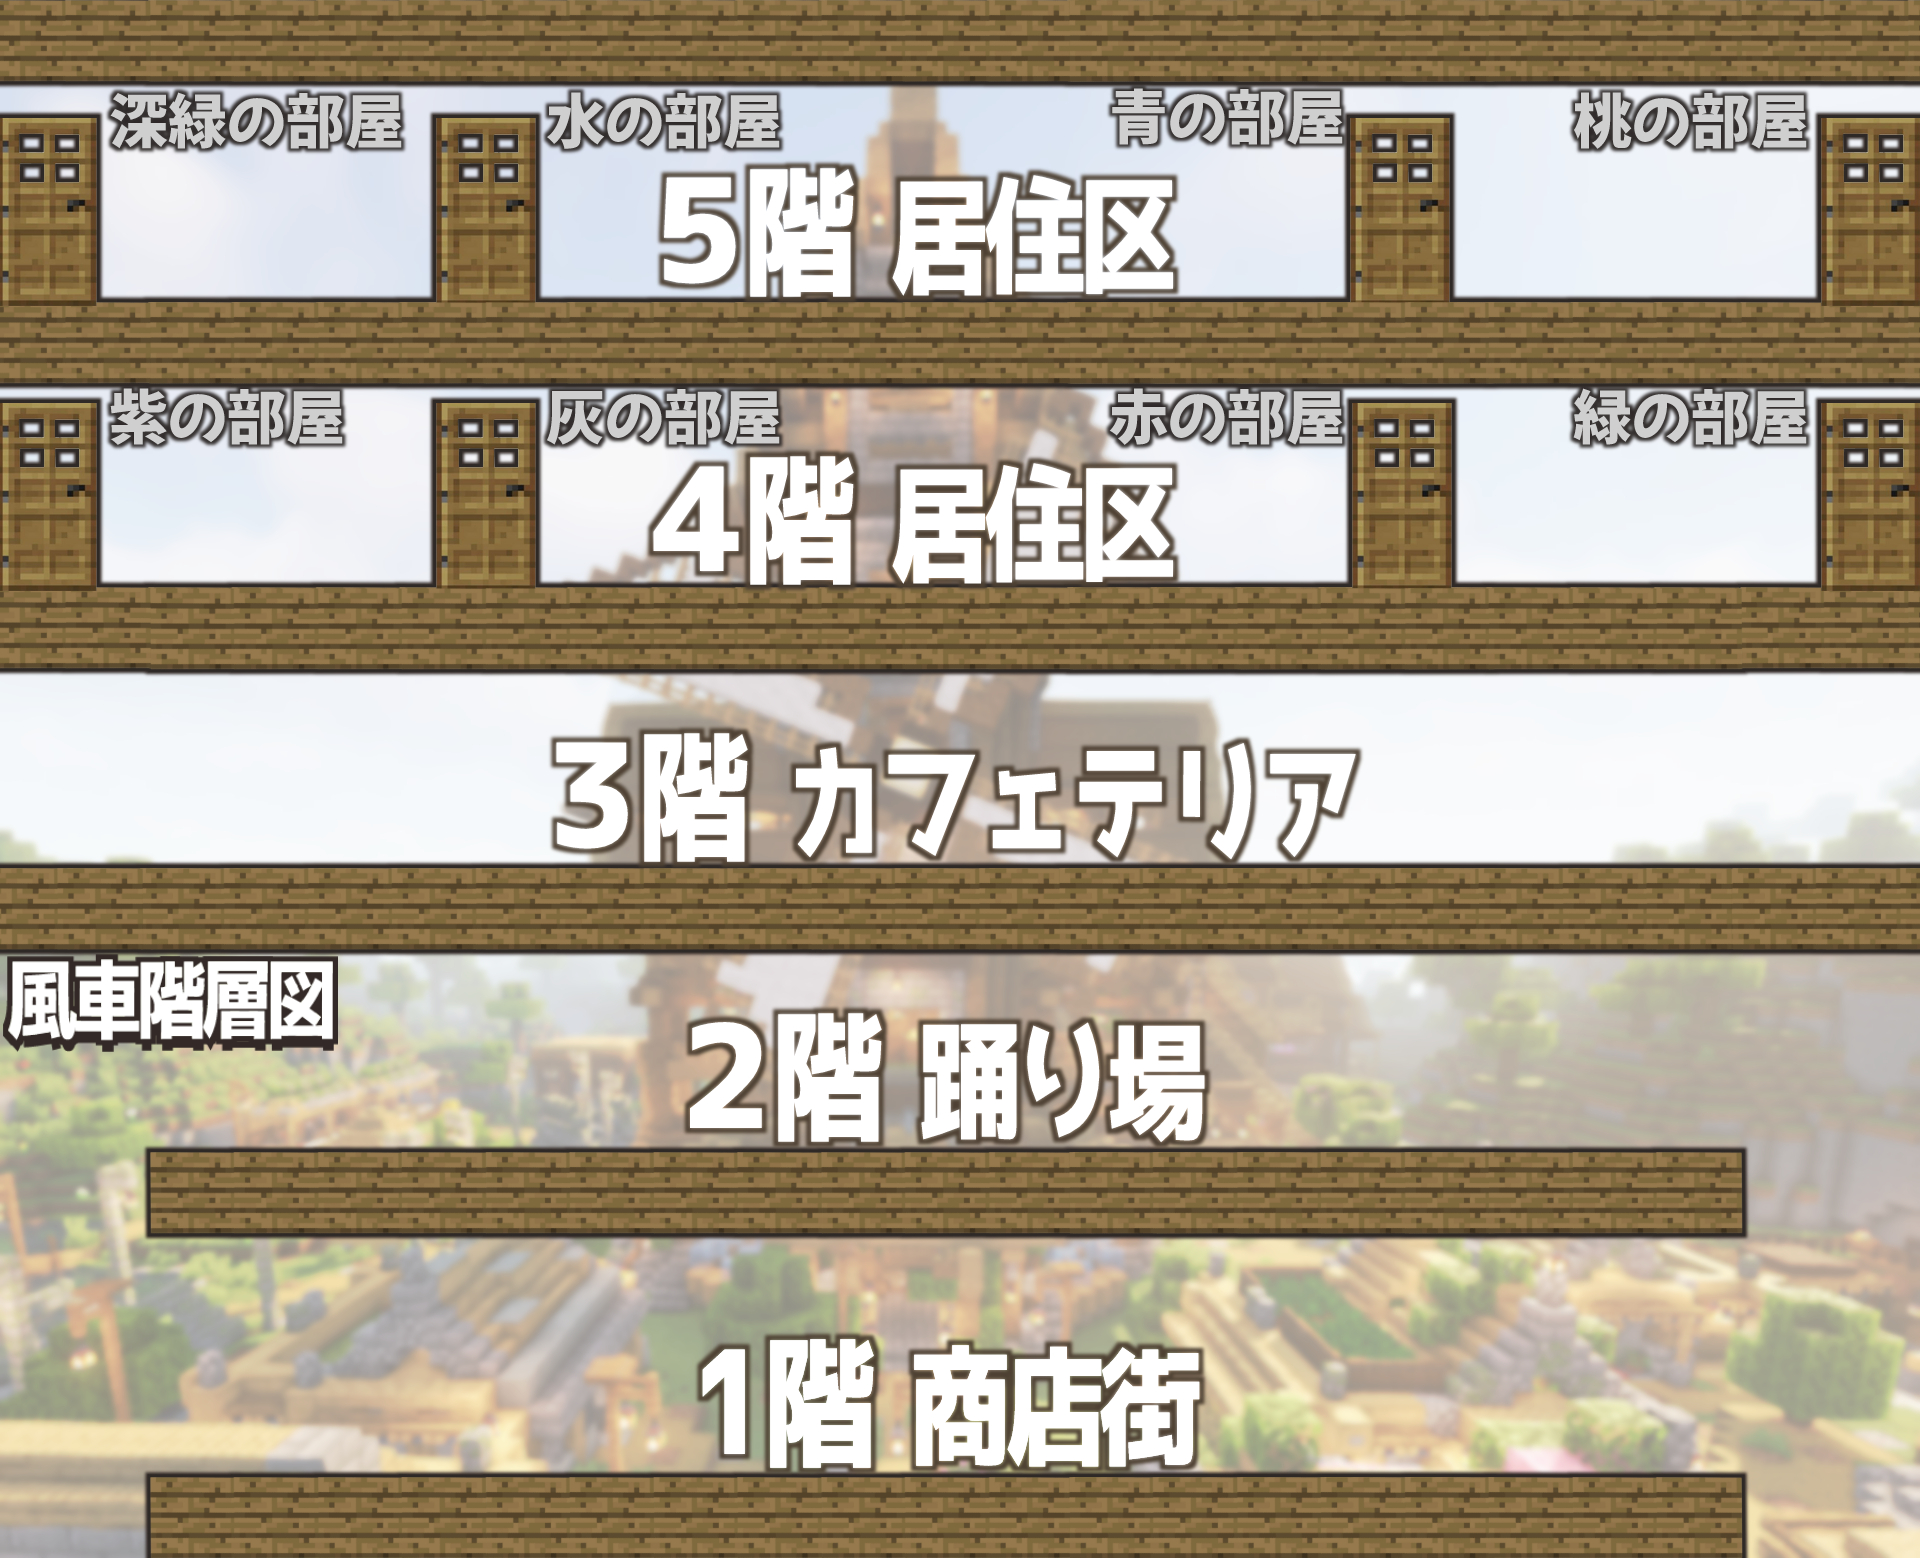 深緑の部屋
水の部屋
青の部屋
桃の部屋
5階 居住区
紫の部屋
灰の部屋
赤の部屋
緑の部屋
4階 居住区
3階 カフェテリア
風車階層図
2階 踊り場
1階 商店街